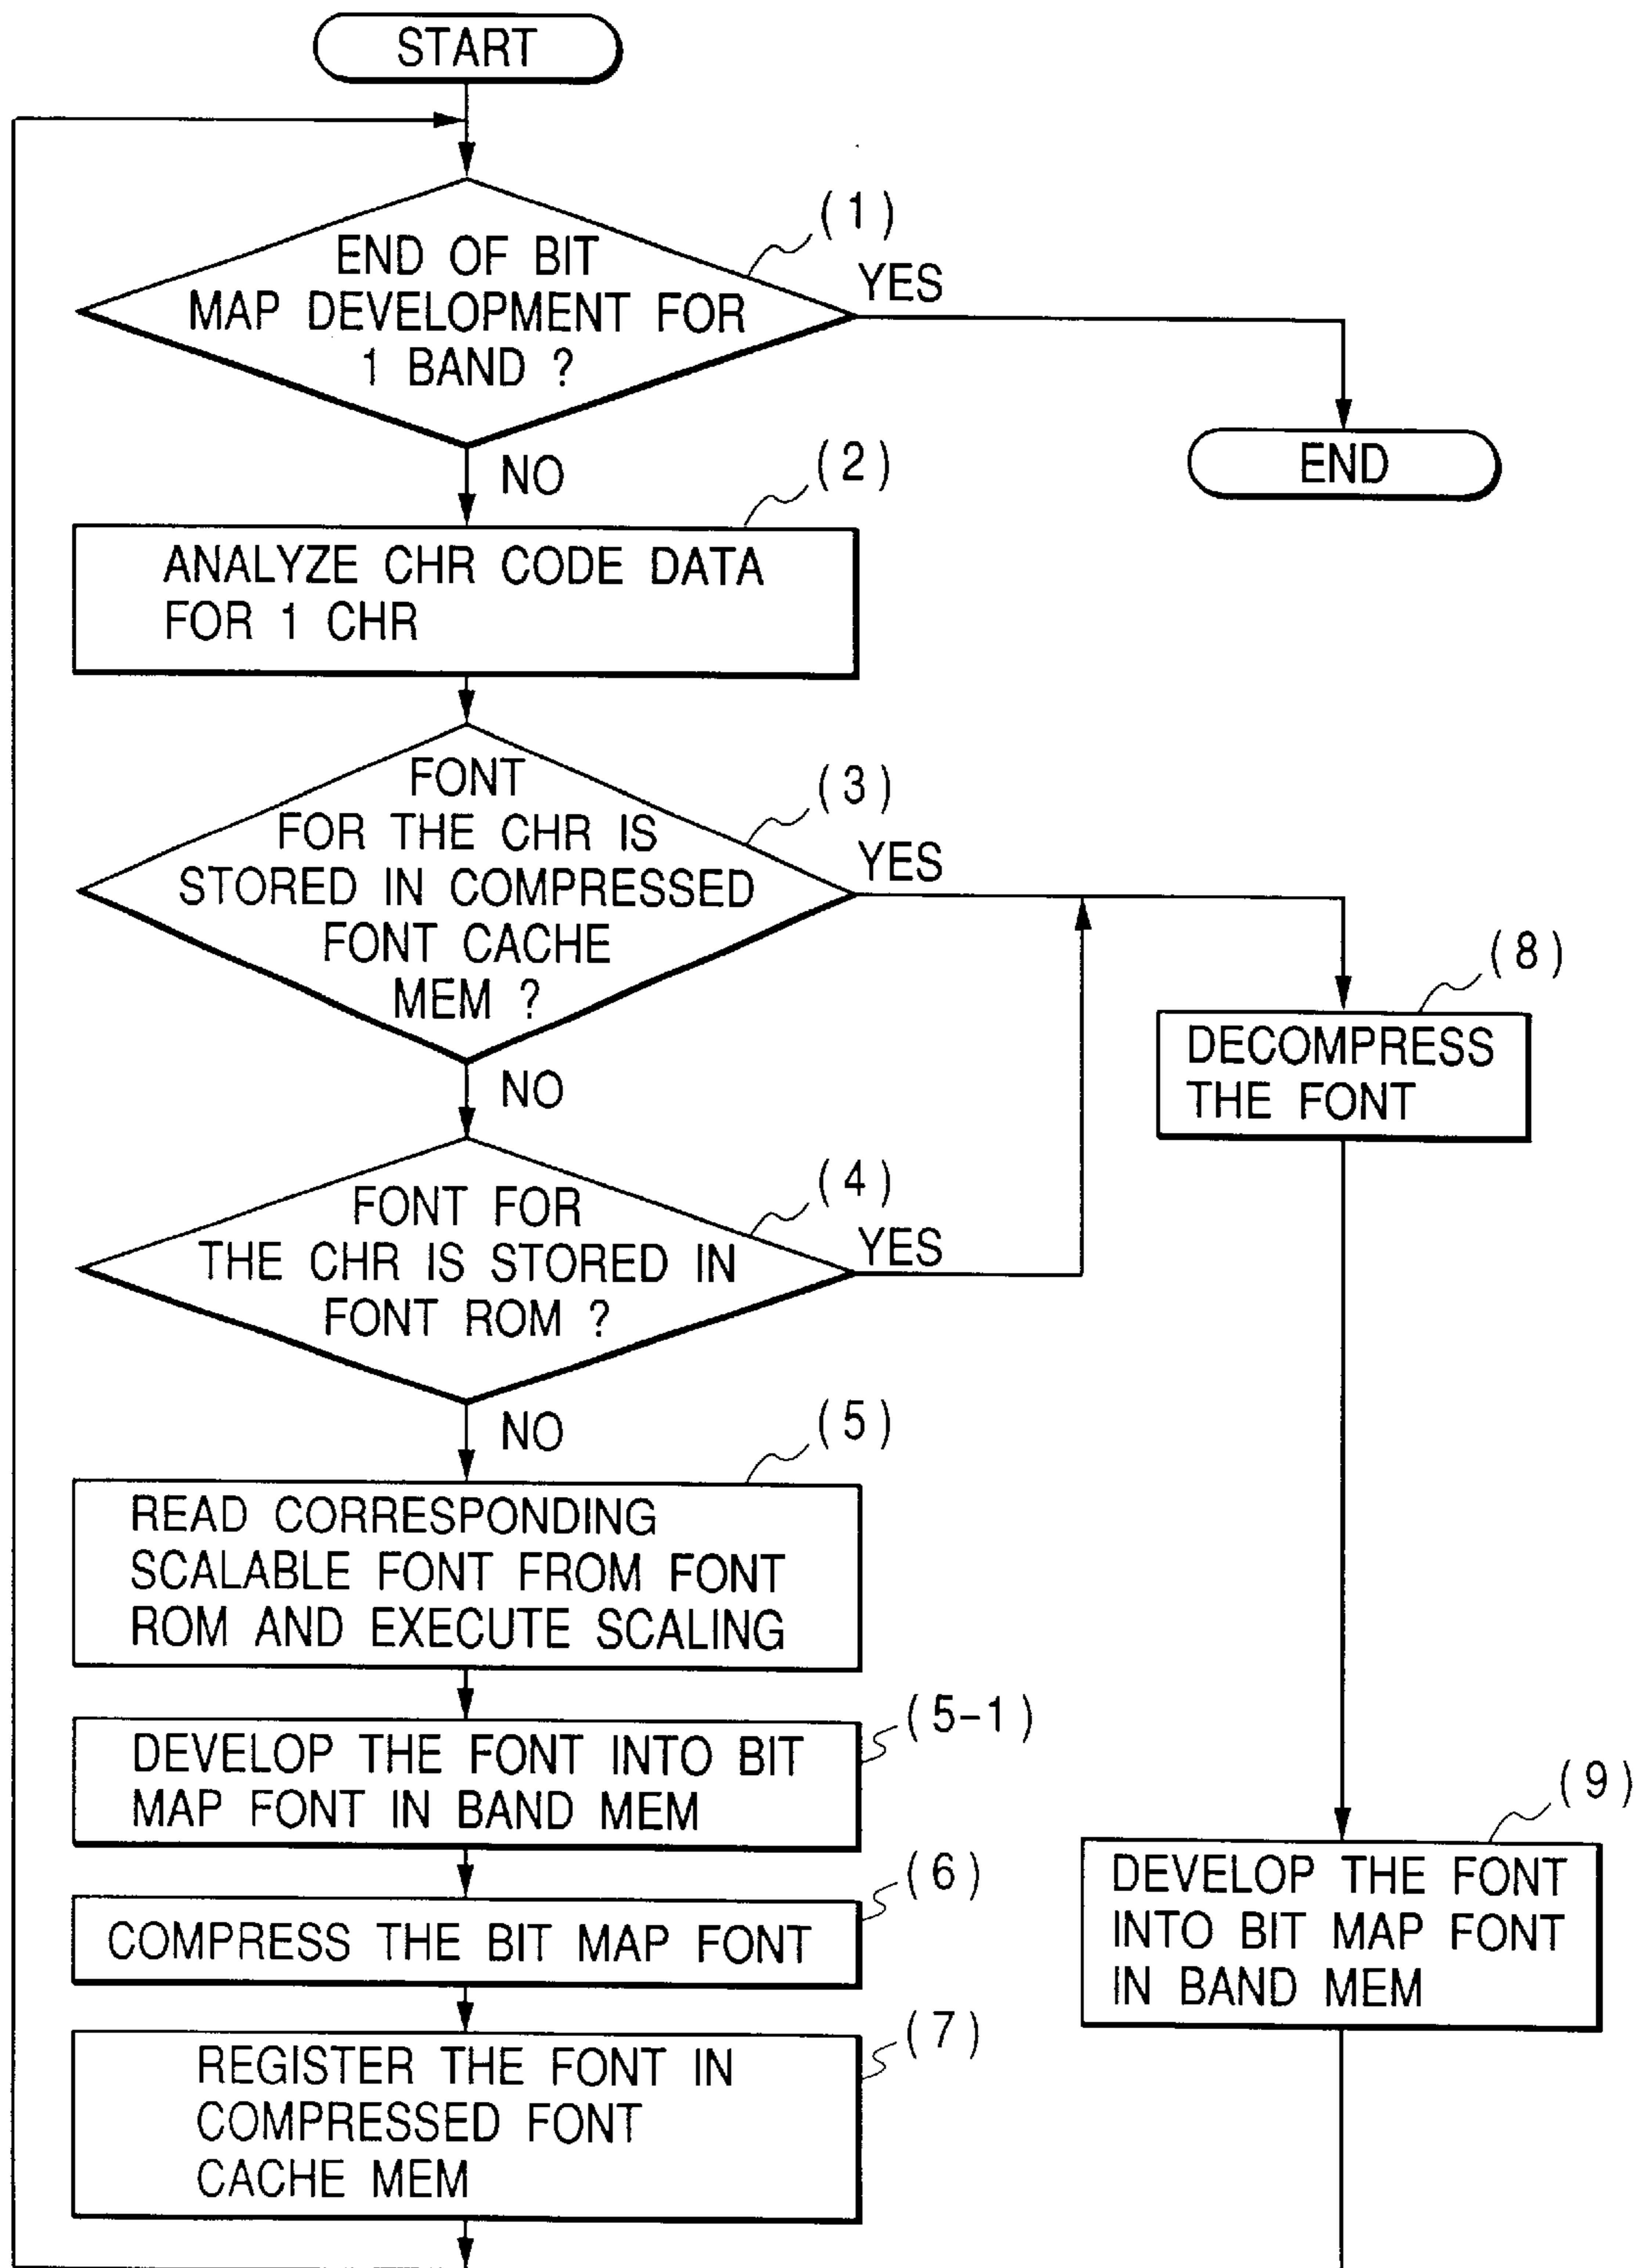 START
(1)
END OF BIT
MAP DEVELOPMENT FOR
1 BAND ?
YES
END
NO
(2)
ANALYZE CHR CODE DATA
FOR 1 CHR
(3)
FONT
FOR THE CHR IS
STORED IN COMPRESSED
FONT CACHE
MEM ?
YES
NO
(8)
DECOMPRESS
THE FONT
(4)
FONT FOR
THE CHR IS STORED IN
FONT ROM ?
YES
NO
(5)
READ CORRESPONDING
SCALABLE FONT FROM FONT
ROM AND EXECUTE SCALING
(5-1)
DEVELOP THE FONT INTO BIT
MAP FONT IN BAND MEM
(6)
COMPRESS THE BIT MAP FONT
(7)
REGISTER THE FONT IN
COMPRESSED FONT
CACHE MEM
(9)
DEVELOP THE FONT
INTO BIT MAP FONT
IN BAND MEM